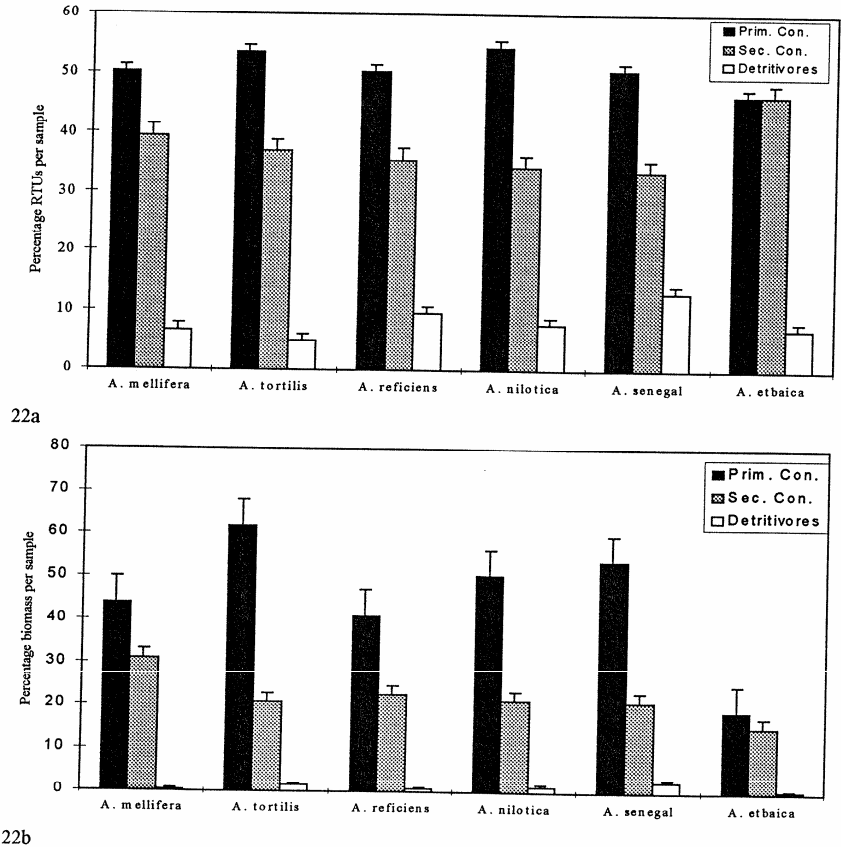 60
50
40
30
20
10
0
Percentage RTUs per sample
Prim. Con.
Sec. Con.
Detritivores
A. mellifera A. tortilis A. reficiens A. nilotica A. senegal A. etbaica
22a
80
70
60
50
40
30
20
10
0
Percentage biomass per sample
Prim. Con.
Sec. Con.
Detritivores
A. mellifera A. tortilis A. reficiens A. nilotica A. senegal A. etbaica
22b